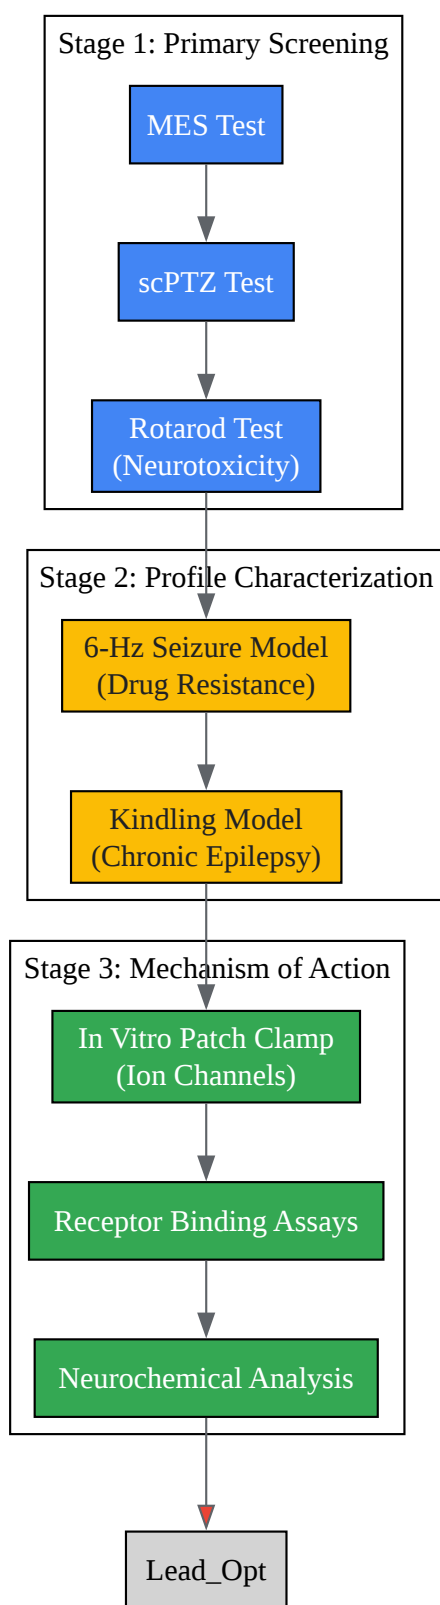 Stage 1: Primary Screening
MES Test
scPTZ Test
Rotarod Test
(Neurotoxicity)
Stage 2: Profile Characterization
6-Hz Seizure Model
(Drug Resistance)
Kindling Model
(Chronic Epilepsy)
Stage 3: Mechanism of Action
In Vitro Patch Clamp
(Ion Channels)
Receptor Binding Assays
Neurochemical Analysis
Lead_Opt